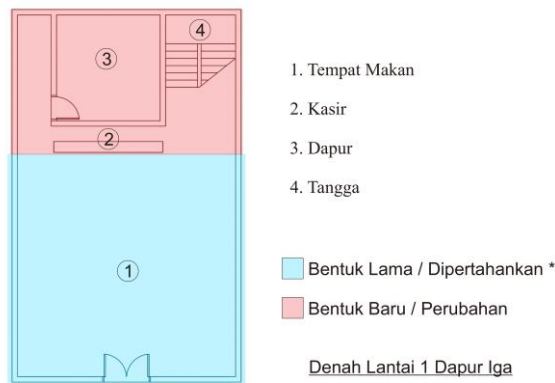 4
3
2
1
1. Tempat Makan
2. Kasir
3. Dapur
4. Tangga
Bentuk Lama / Dipertahankan *
Bentuk Baru / Perubahan
Denah Lantai 1 Dapur Iga